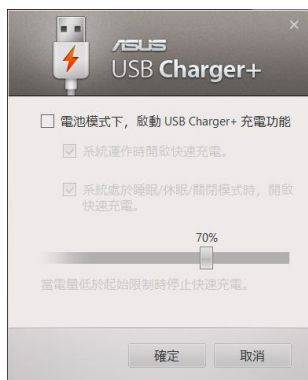 ASUS
USB Charger+
電池模式下，啟動 USB Charger+ 充電功能
系統運作時開啟快速充電。
系統處於睡眠/休眠/關閉模式時，開啟
快速充電。
70%
當電量低於起始限制時停止快速充電。
確定 取消